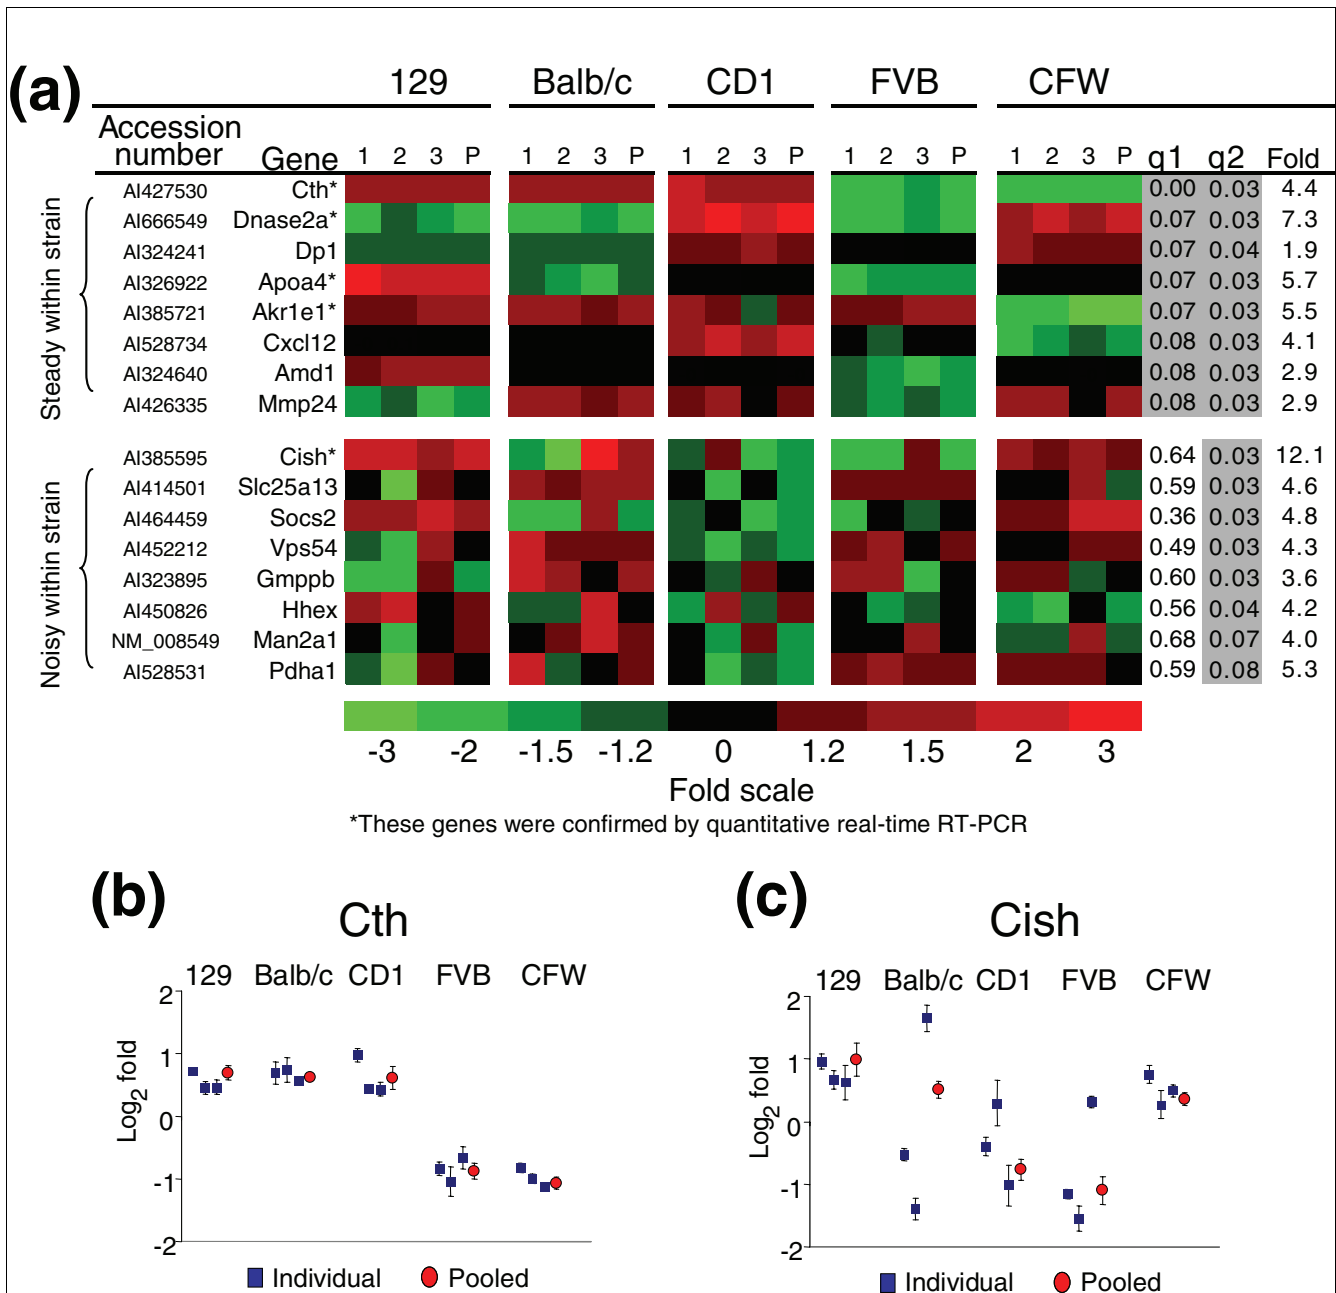 (a)
129 Balb/c CD1 FVB CFW
Accession number Gene 1 2 3 P 1 2 3 P 1 2 3 P 1 2 3 P 1 2 3 P q1 q2 Fold
Steady within strain
AI427530 Cth* 0.00 0.03 4.4
AI666549 Dnase2a* 0.07 0.03 7.3
AI324241 Dp1 0.07 0.04 1.9
AI326922 Apoa4* 0.07 0.03 5.7
AI385721 Akr1e1* 0.07 0.03 5.5
AI528734 Cxcl12 0.08 0.03 4.1
AI324640 Amd1 0.08 0.03 2.9
AI426335 Mmp24 0.08 0.03 2.9
Noisy within strain
AI385595 Cish* 0.64 0.03 12.1
AI414501 Slc25a13 0.59 0.03 4.6
AI464459 Socs2 0.36 0.03 4.8
AI452212 Vps54 0.49 0.03 4.3
AI323895 Gmppb 0.60 0.03 3.6
AI450826 Hhex 0.56 0.04 4.2
NM_008549 Man2a1 0.68 0.07 4.0
AI528531 Pdha1 0.59 0.08 5.3
-3 -2 -1.5 -1.2 0 1.2 1.5 2 3
Fold scale
*These genes were confirmed by quantitative real-time RT-PCR
(b)
Cth
129 Balb/c CD1 FVB CFW
Log2 fold
2
1
0
-1
-2
Individual Pooled
(c)
Cish
129 Balb/c CD1 FVB CFW
Log2 fold
2
1
0
-1
-2
Individual Pooled